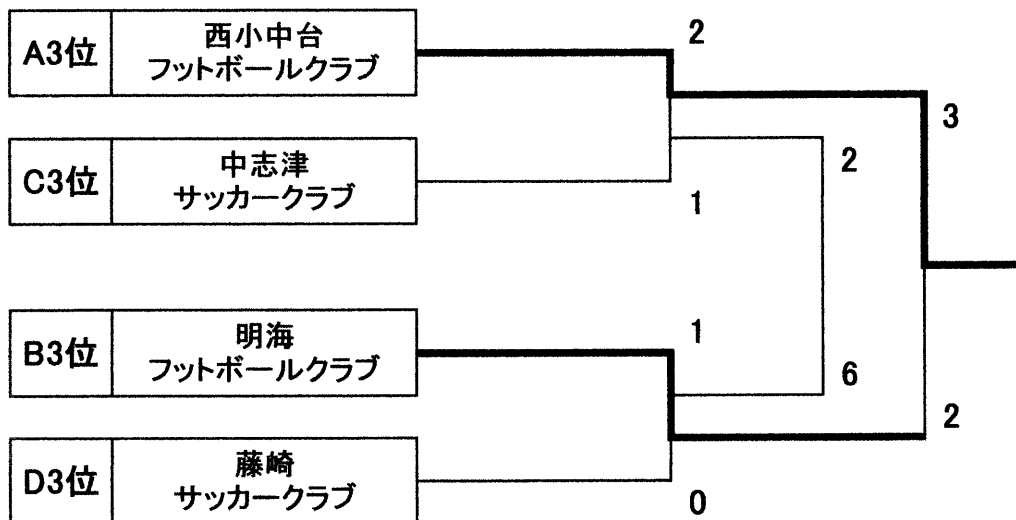 A3位
西小中台
フットボールクラブ
2
3
C3位
中志津
サッカークラブ
2
1
B3位
明海
フットボールクラブ
1
6
2
D3位
藤崎
サッカークラブ
0